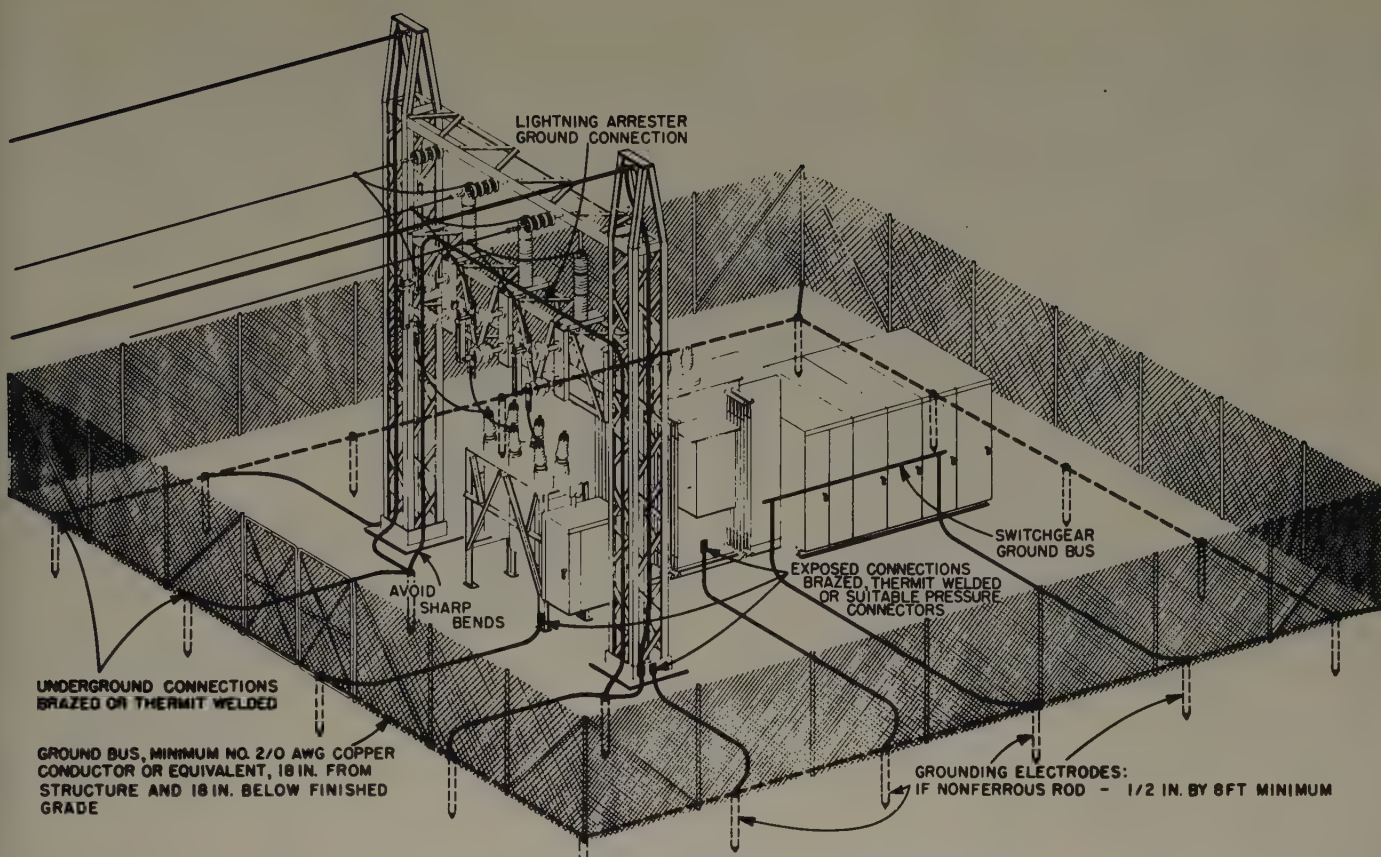 LIGHTNING ARRESTER
GROUND CONNECTION
SWITCHGEAR
GROUND BUS
EXPOSED CONNECTIONS
BRAZED, THERMIT WELDED
OR SUITABLE PRESSURE
CONNECTORS
AVOID
SHARP
BENDS
UNDERGROUND CONNECTIONS
BRAZED OR THERMIT WELDED
GROUND BUS, MINIMUM NO. 2/0 AWG COPPER
CONDUCTOR OR EQUIVALENT, 18 IN. FROM
STRUCTURE AND 18 IN. BELOW FINISHED
GRADE
GROUNDING ELECTRODES:
IF NONFERROUS ROD - 1/2 IN. BY 8FT MINIMUM